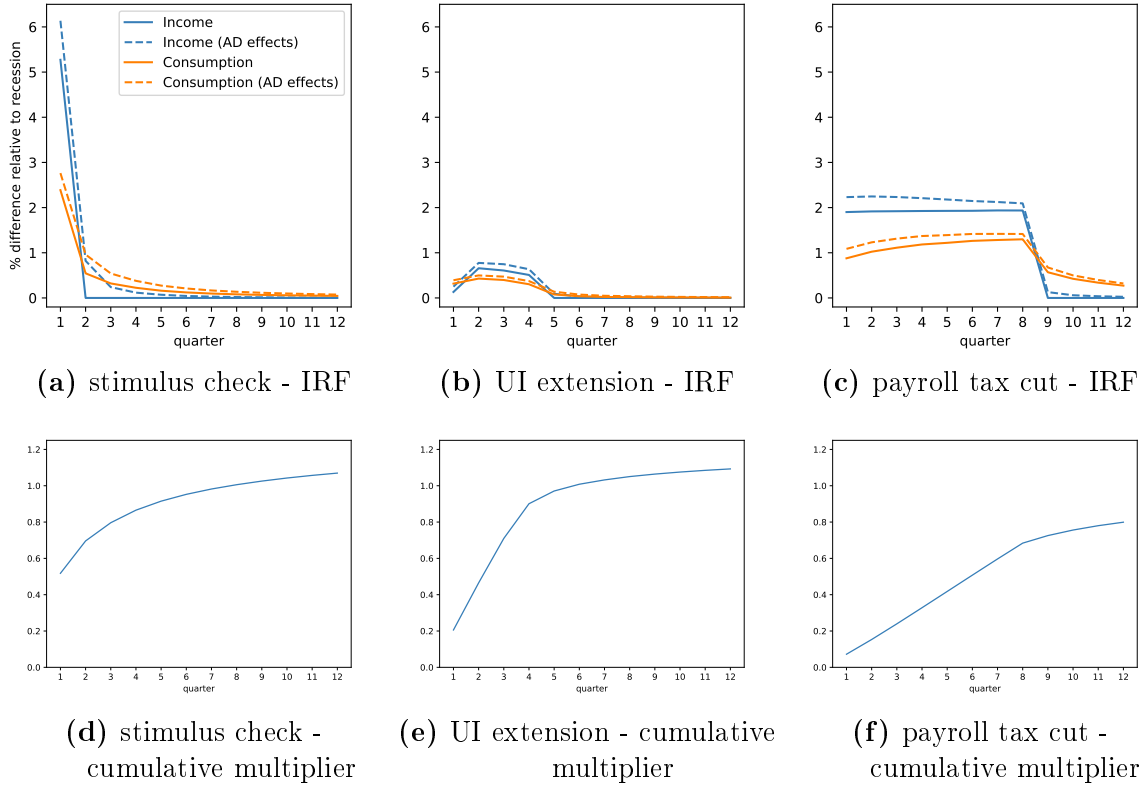 % difference relative to recession
6
5
4
3
2
1
0
Income
Income (AD effects)
Consumption
Consumption (AD effects)
1 2 3 4 5 6 7 8 9 10 11 12
quarter
(a) stimulus check - IRF
6
5
4
3
2
1
0
1 2 3 4 5 6 7 8 9 10 11 12
quarter
(b) UI extension - IRF
6
5
4
3
2
1
0
1 2 3 4 5 6 7 8 9 10 11 12
quarter
(c) payroll tax cut - IRF
1.2
1.0
0.8
0.6
0.4
0.2
0.0
1 2 3 4 5 6 7 8 9 10 11 12
quarter
(d) stimulus check -
cumulative multiplier
1.2
1.0
0.8
0.6
0.4
0.2
0.0
1 2 3 4 5 6 7 8 9 10 11 12
quarter
(e) UI extension - cumulative
multiplier
1.2
1.0
0.8
0.6
0.4
0.2
0.0
1 2 3 4 5 6 7 8 9 10 11 12
quarter
(f) payroll tax cut -
cumulative multiplier